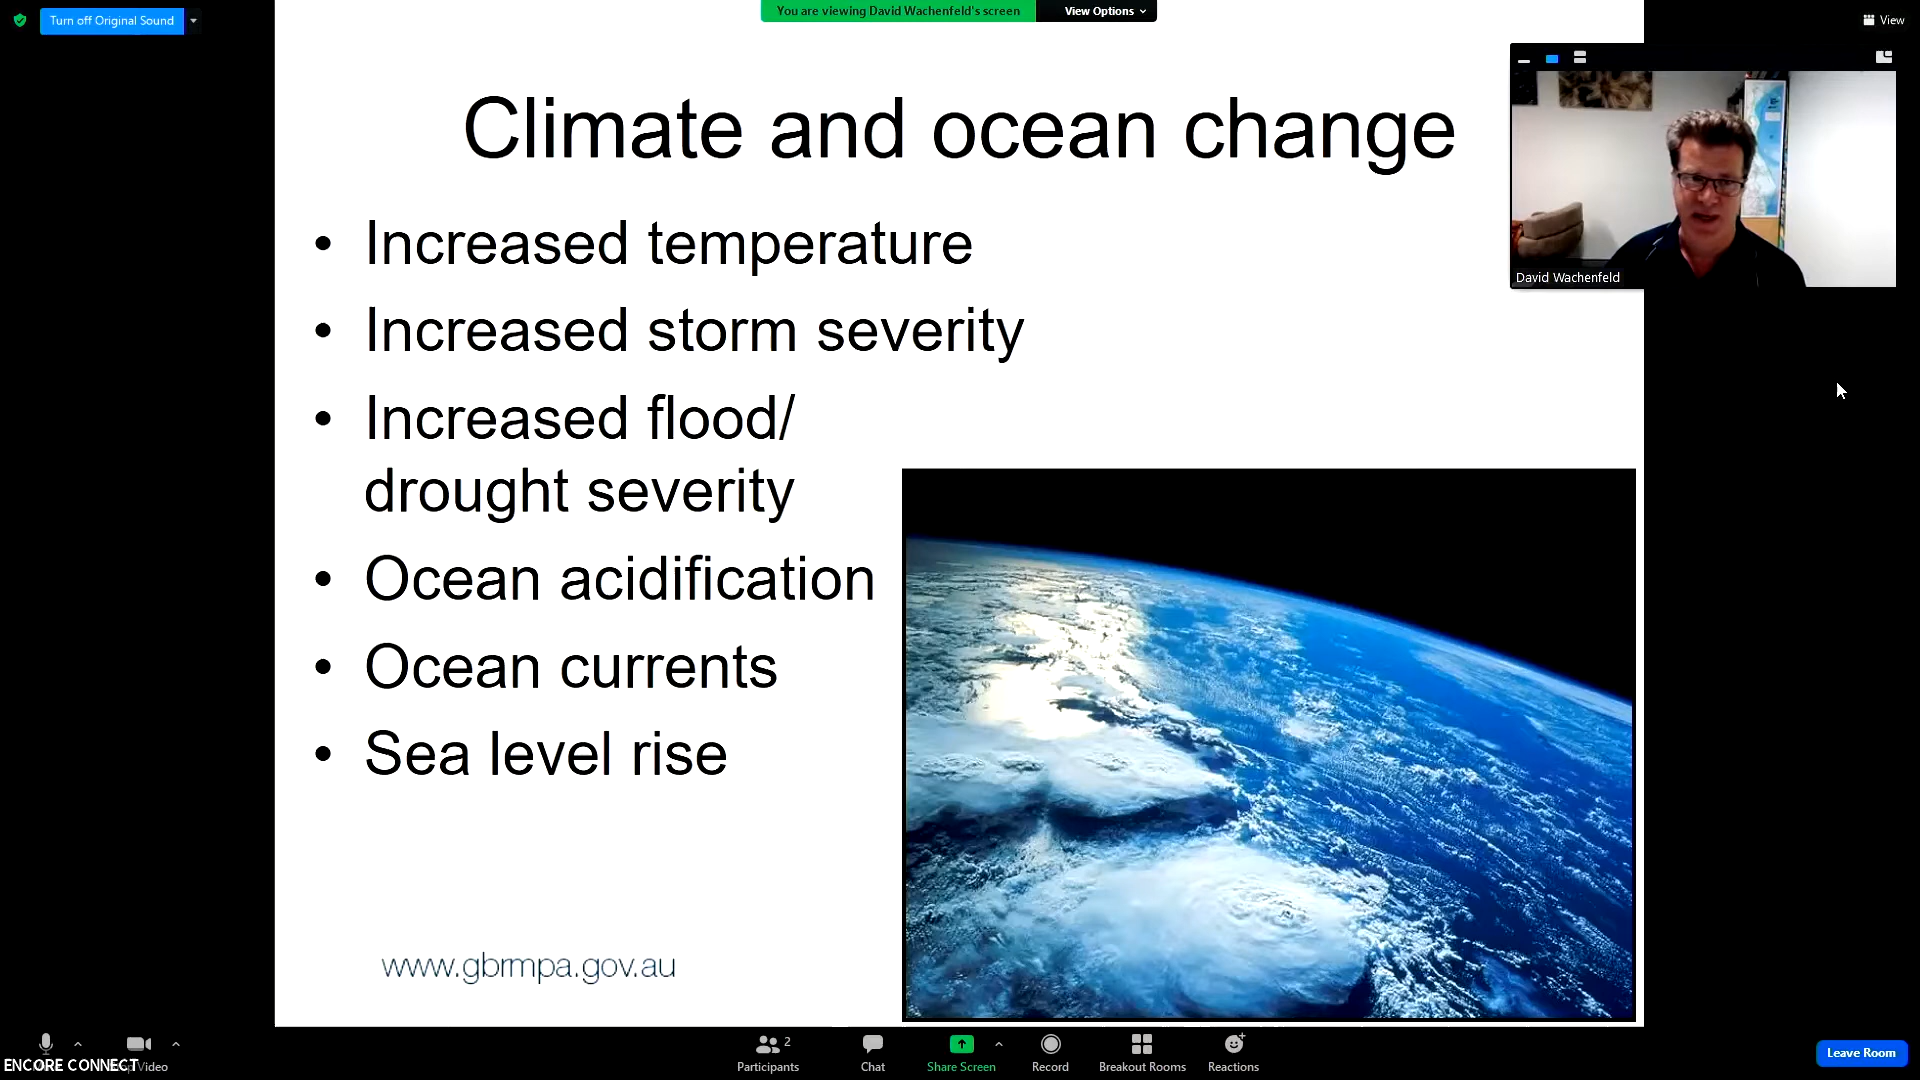 Turn off Original Sound
You are viewing David Wachenfeld's screen
View Options
View
Climate and ocean change
David Wachenfeld
• Increased temperature
• Increased storm severity
• Increased flood/
drought severity
• Ocean acidification
• Ocean currents
• Sea level rise
www.gbrmpa.gov.au
ENCORE CONNECT
Video
2
Participants
Chat
Share Screen
Record
Breakout Rooms
Reactions
Leave Room